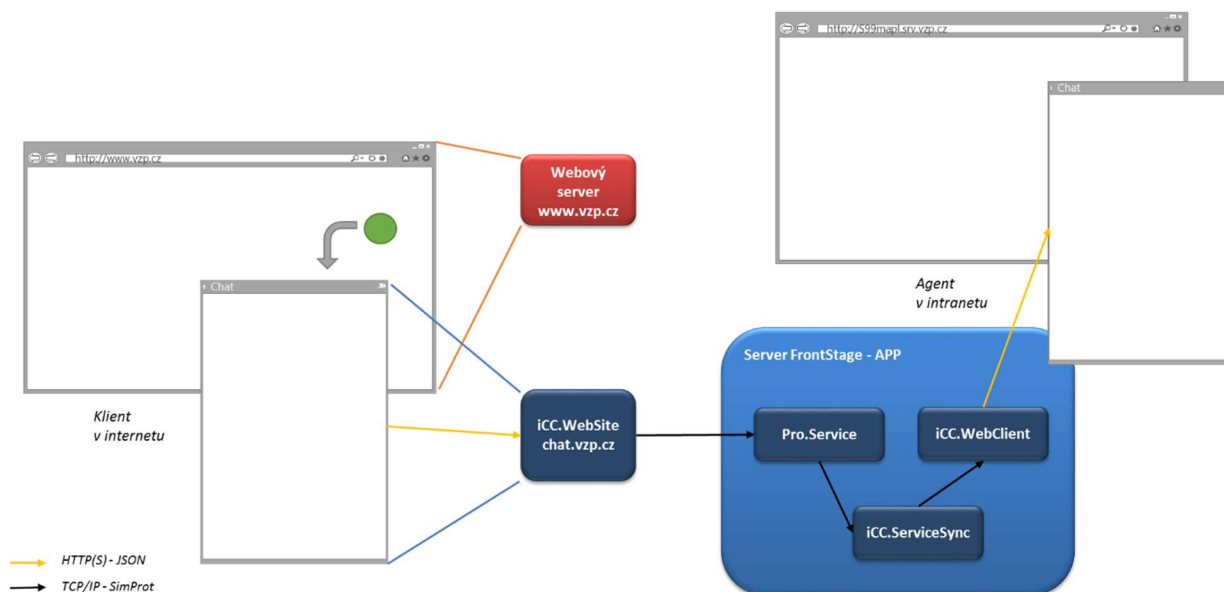 http://S99mapl.srv.vzp.cz
Chat
http://www.vzp.cz
Webový
server
www.vzp.cz
Chat
Agent
v intranetu
Server FrontStage - APP
Klient
v internetu
iCC.WebSite
chat.vzp.cz
Pro.Service
iCC.WebClient
iCC.ServiceSync
HTTP(S) - JSON
TCP/IP - SimProt